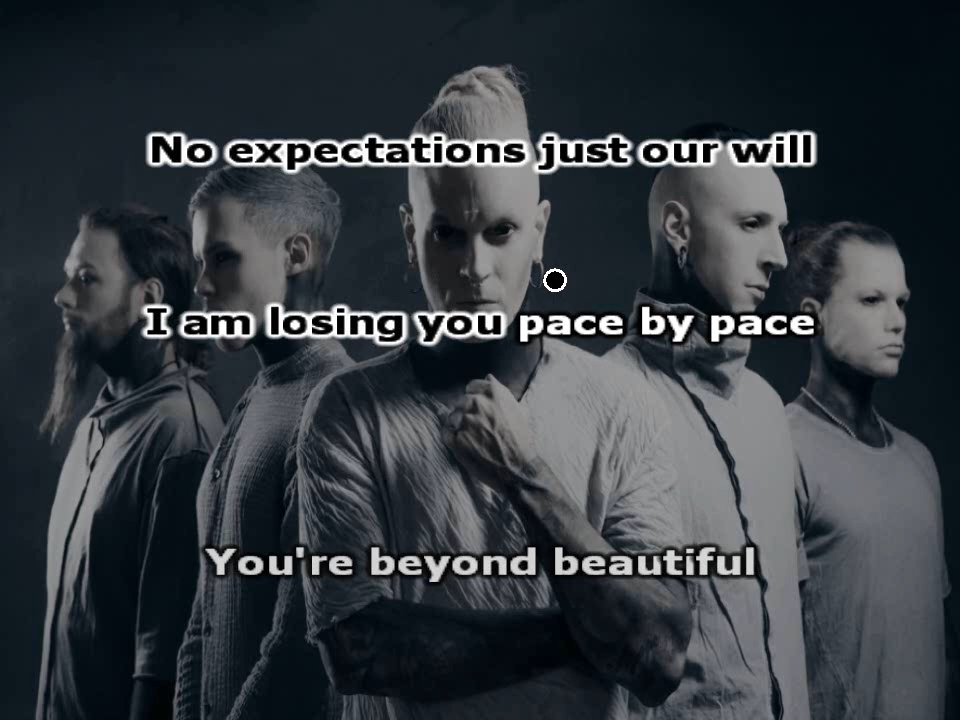 No expectations just our will
I am losing you pace by pace
You're beyond beautiful